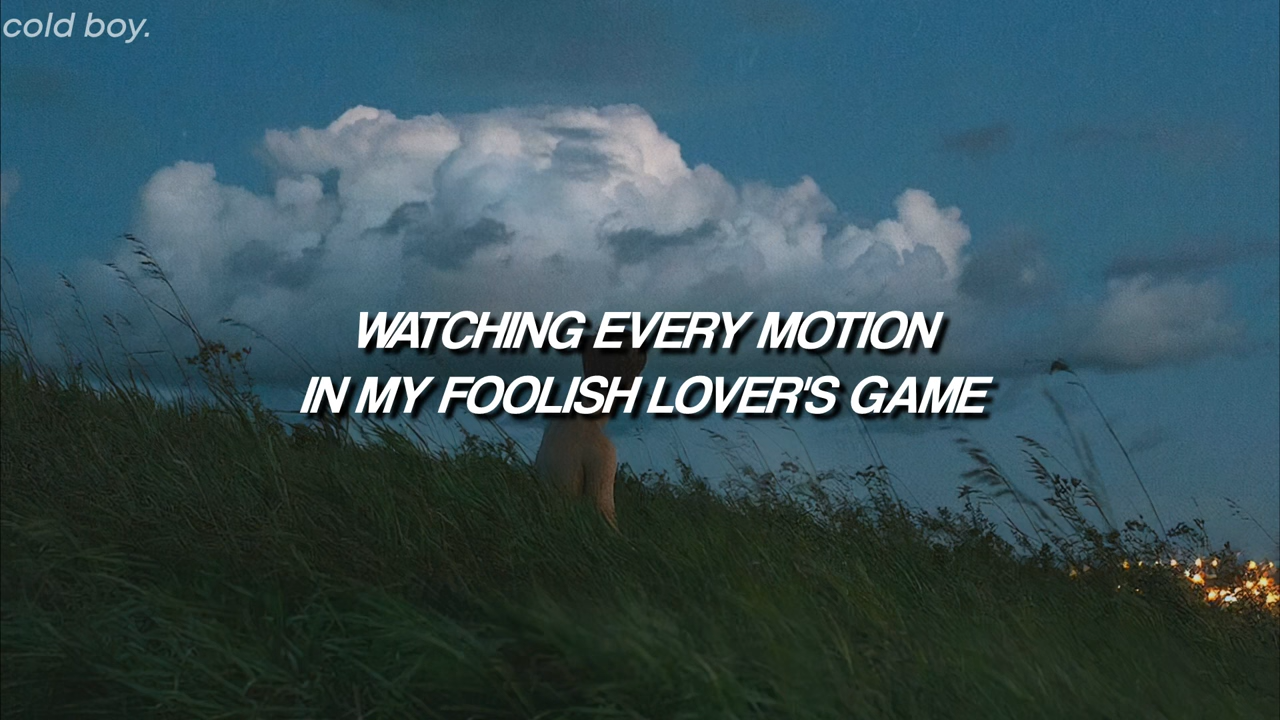 cold boy.
WATCHING EVERY MOTION
IN MY FOOLISH LOVER'S GAME